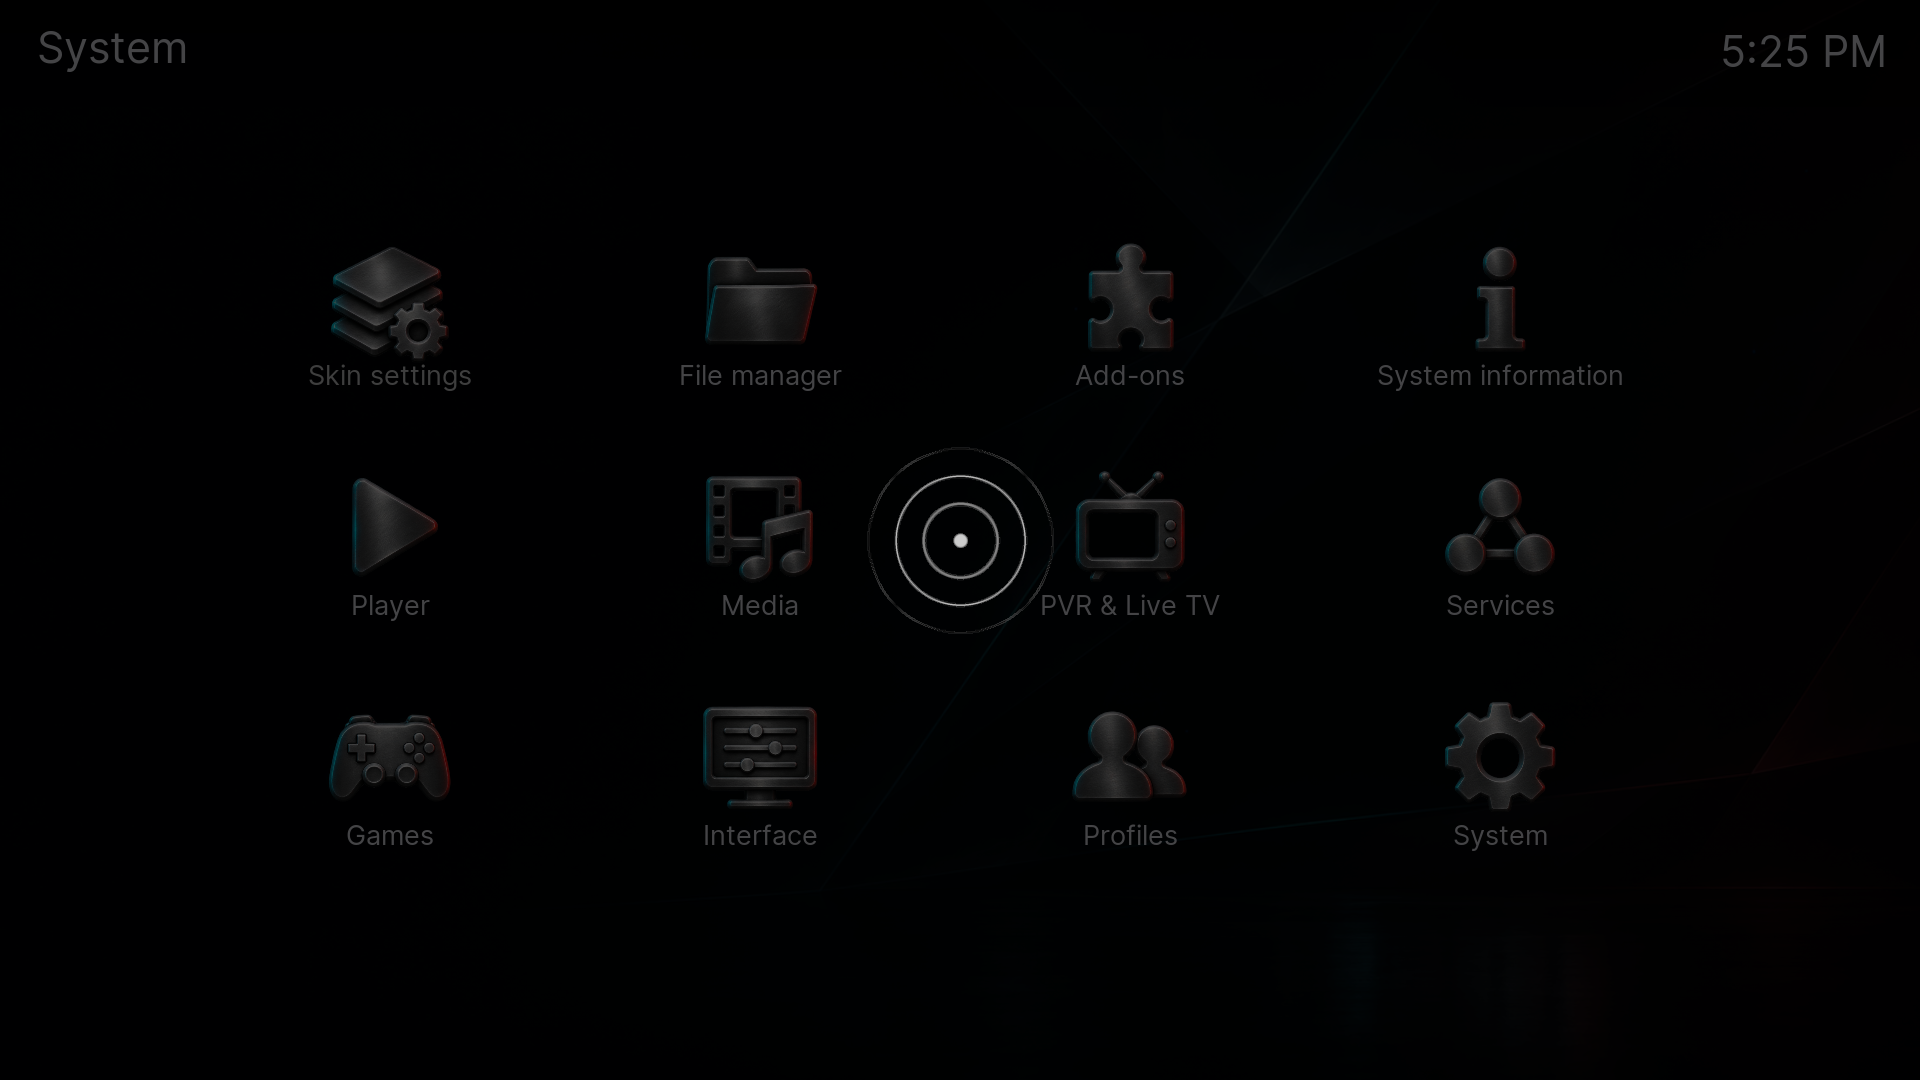 System
5:25 PM
Skin settings
File manager
Add-ons
System information
Player
Media
PVR & Live TV
Services
Games
Interface
Profiles
System